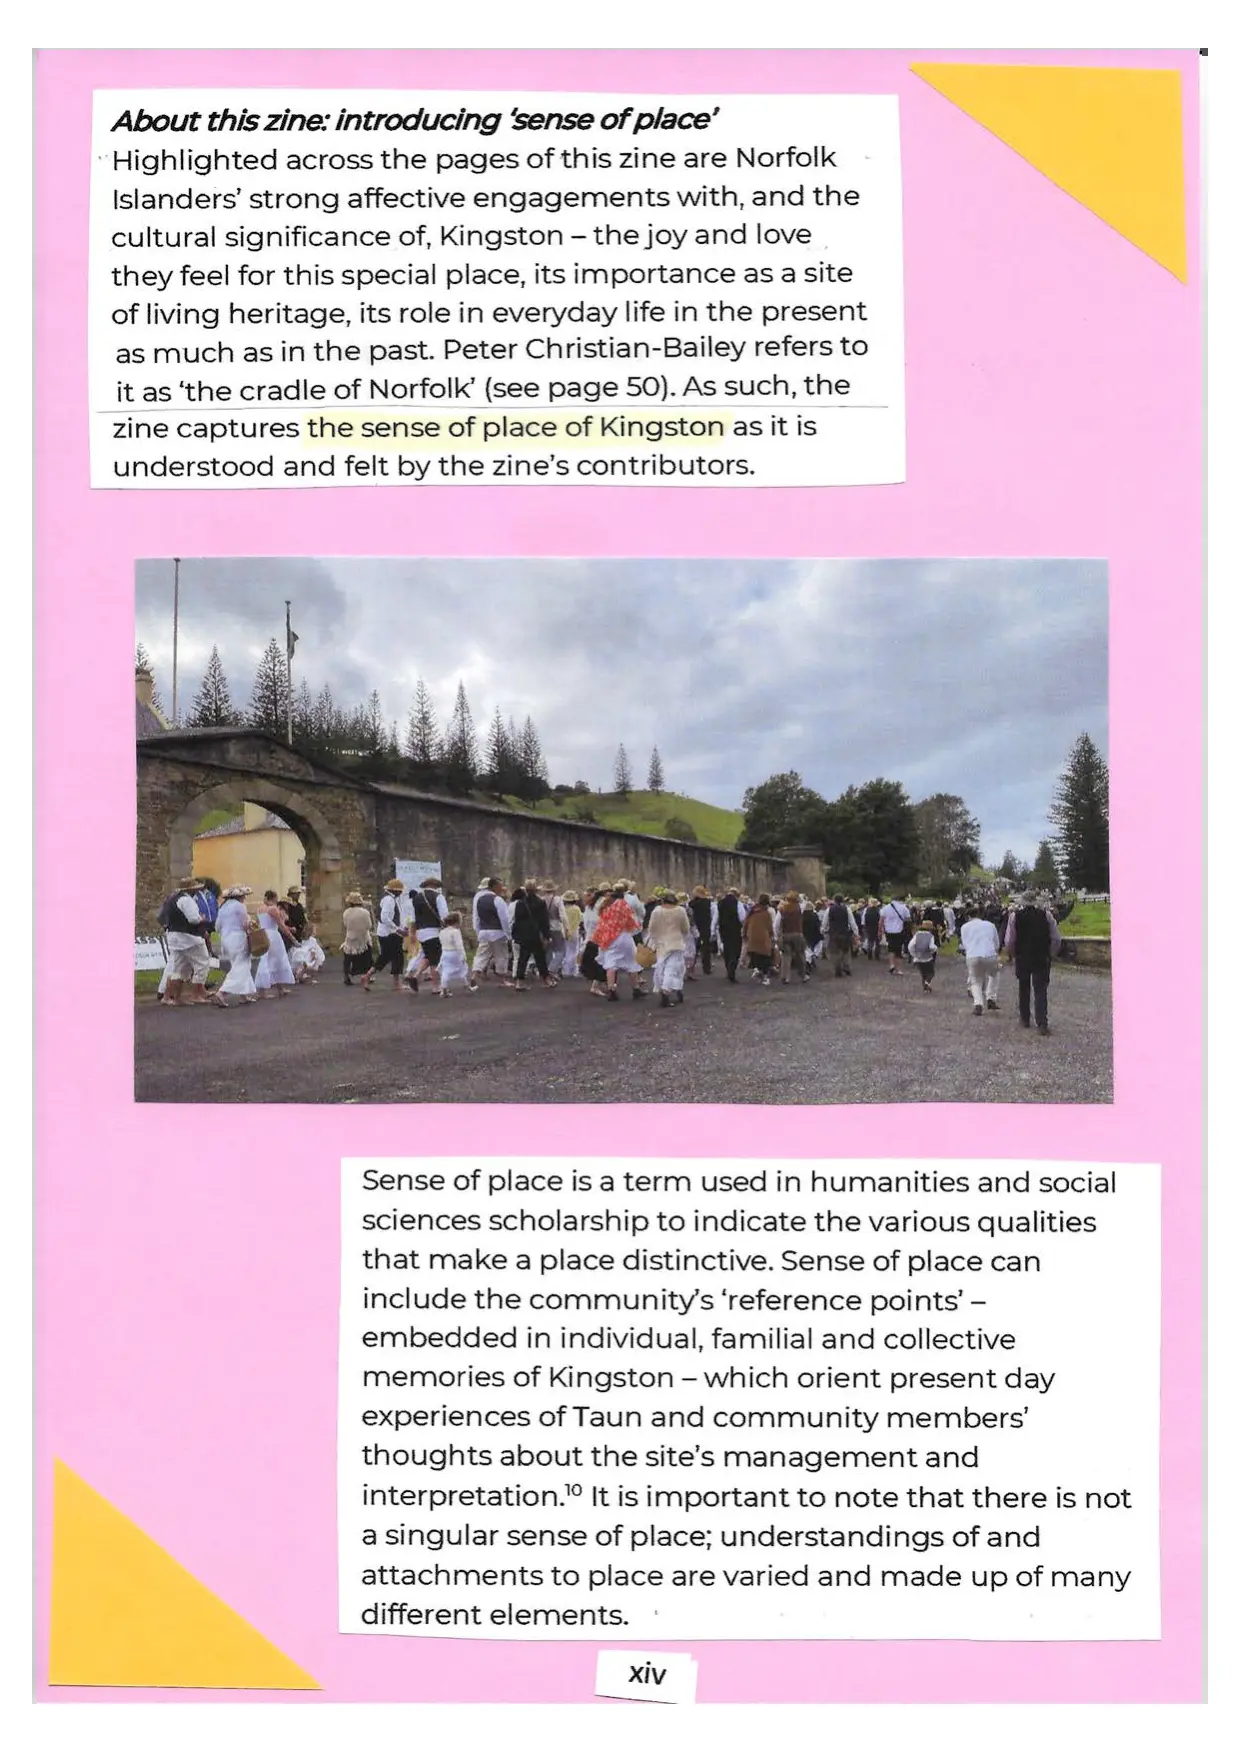 About this zine: introducing ‘sense of place’
Highlighted across the pages of this zine are Norfolk
Islanders’ strong affective engagements with, and the
cultural significance of, Kingston – the joy and love
they feel for this special place, its importance as a site
of living heritage, its role in everyday life in the present
as much as in the past. Peter Christian-Bailey refers to
it as ‘the cradle of Norfolk’ (see page 50). As such, the
zine captures the sense of place of Kingston as it is
understood and felt by the zine’s contributors.
Sense of place is a term used in humanities and social
sciences scholarship to indicate the various qualities
that make a place distinctive. Sense of place can
include the community’s ‘reference points’ –
embedded in individual, familial and collective
memories of Kingston – which orient present day
experiences of Taun and community members’
thoughts about the site’s management and
interpretation.¹⁰ It is important to note that there is not
a singular sense of place; understandings of and
attachments to place are varied and made up of many
different elements.
xiv